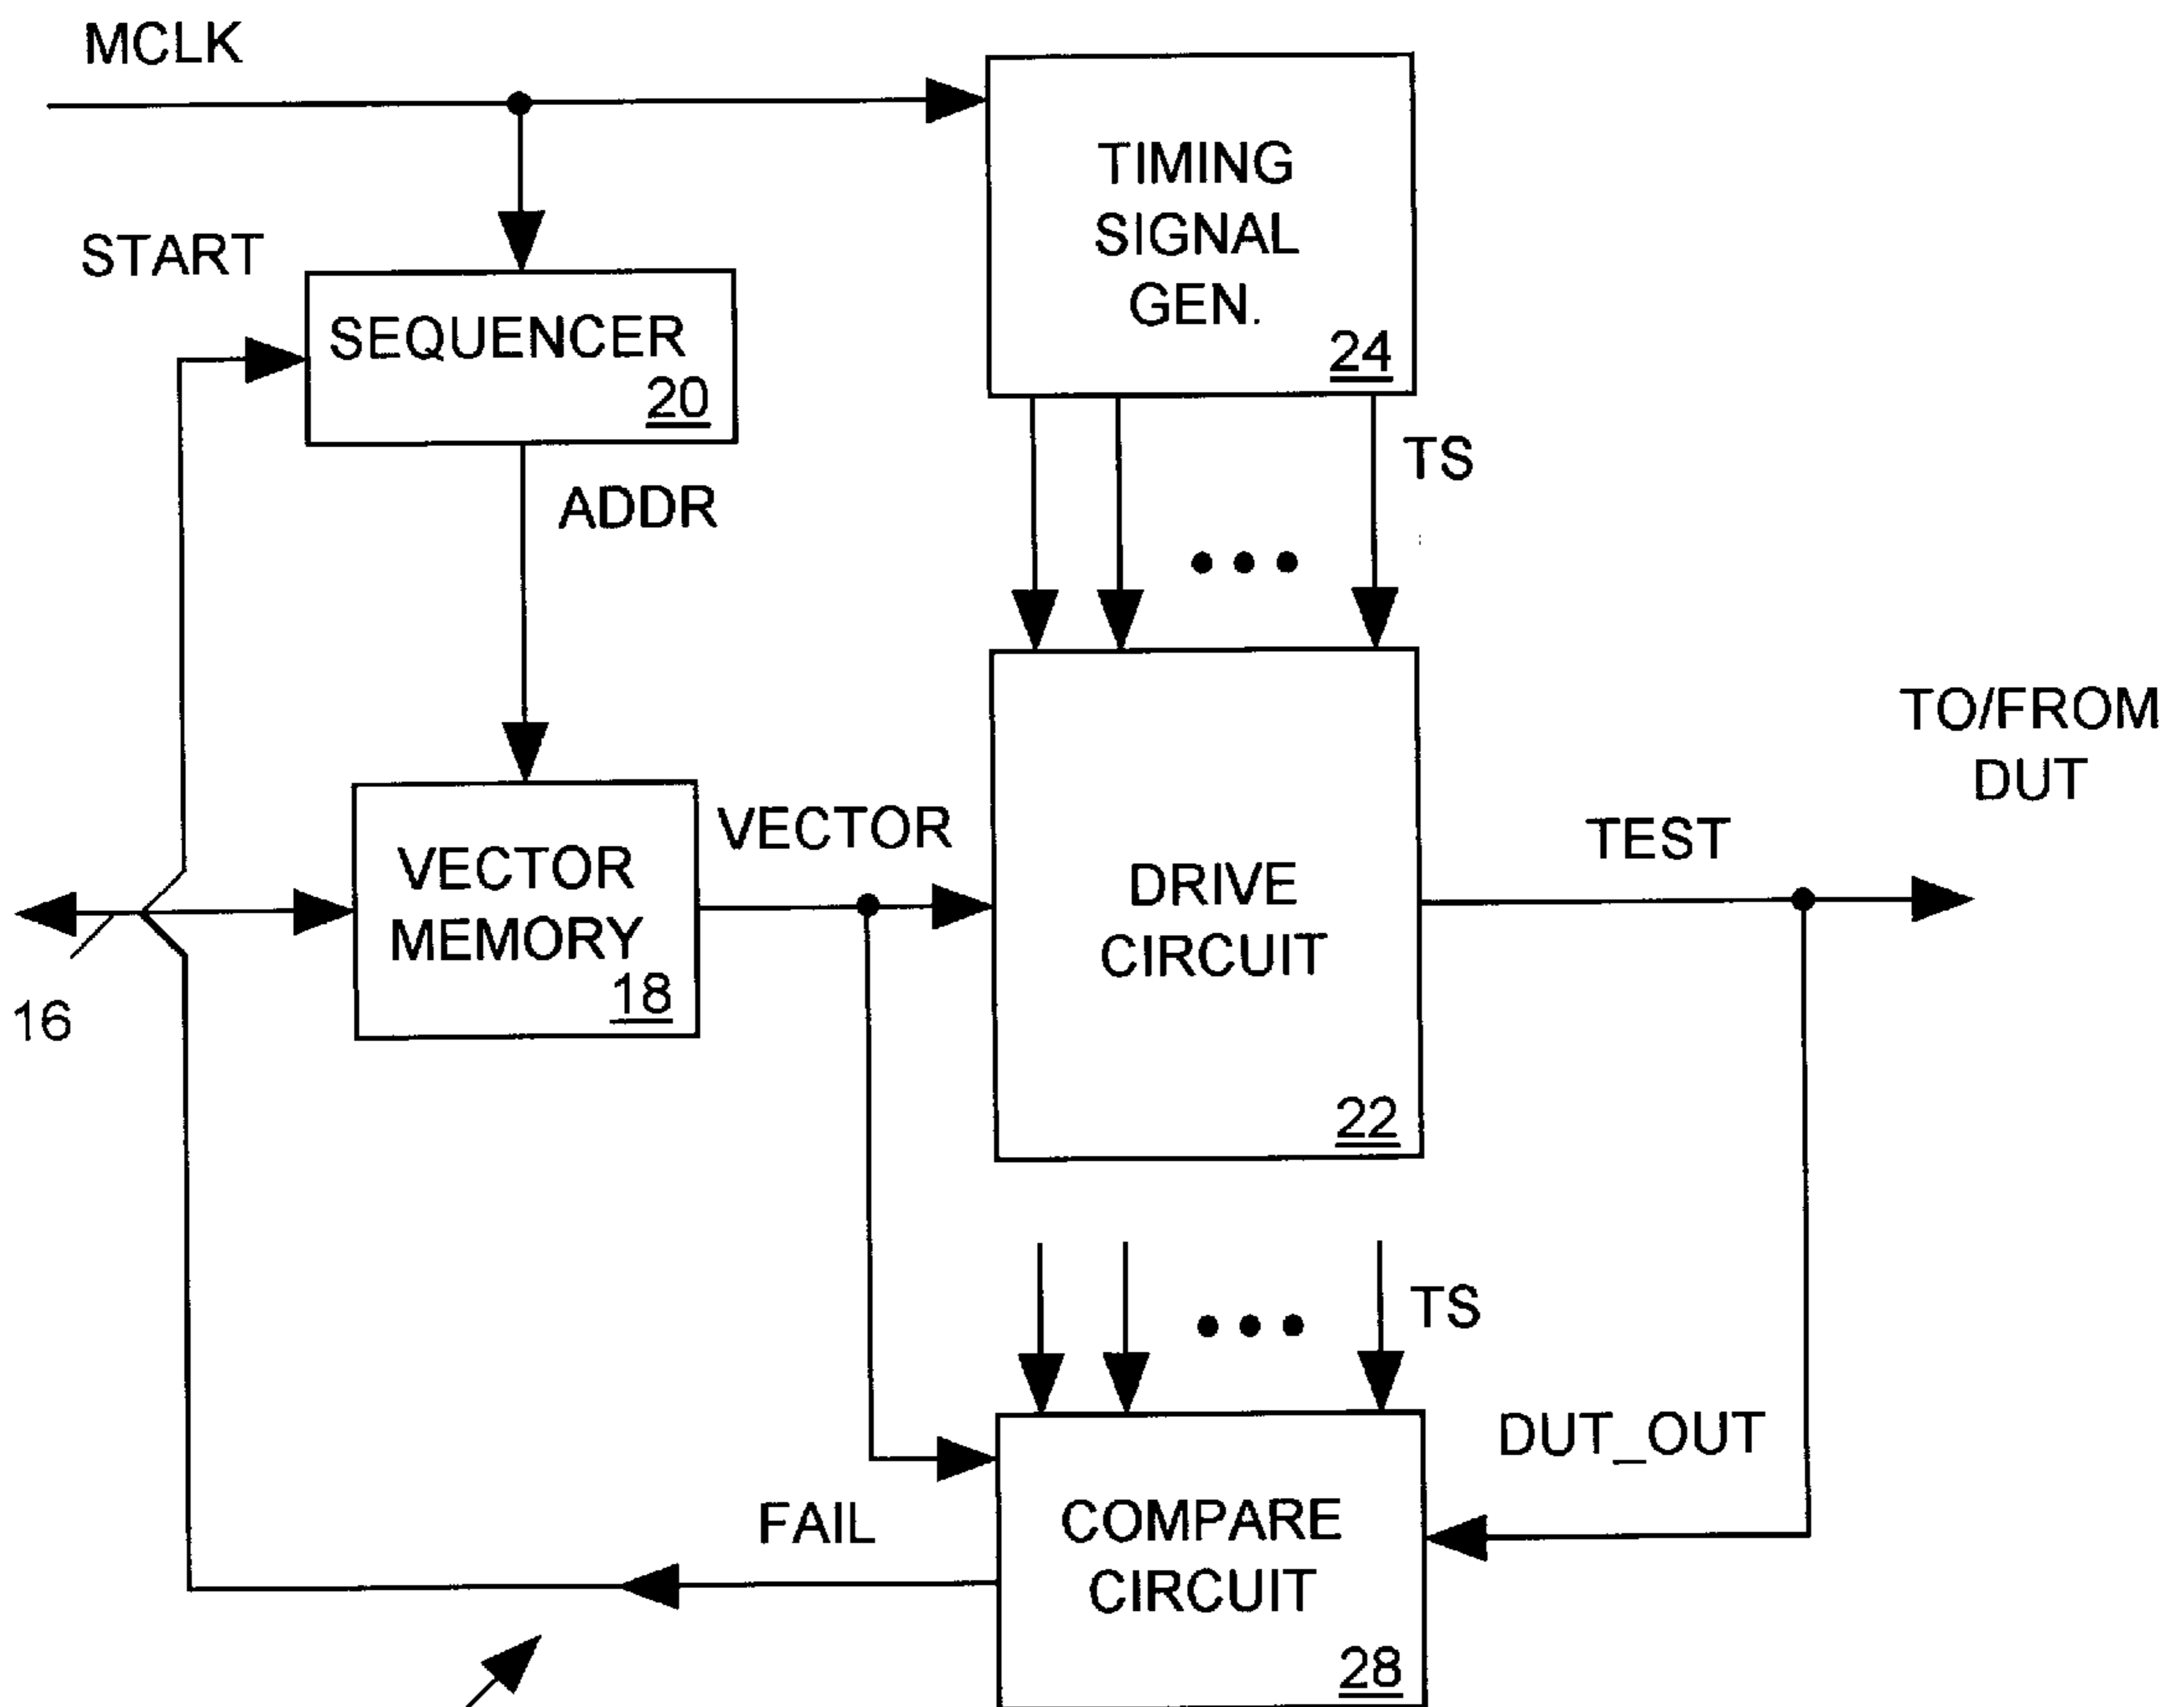 MCLK
TIMING
SIGNAL
GEN.
24
START
SEQUENCER
20
TS
ADDR
TO/FROM
DUT
VECTOR
TEST
VECTOR
MEMORY
18
DRIVE
CIRCUIT
22
16
TS
DUT_OUT
FAIL
COMPARE
CIRCUIT
28